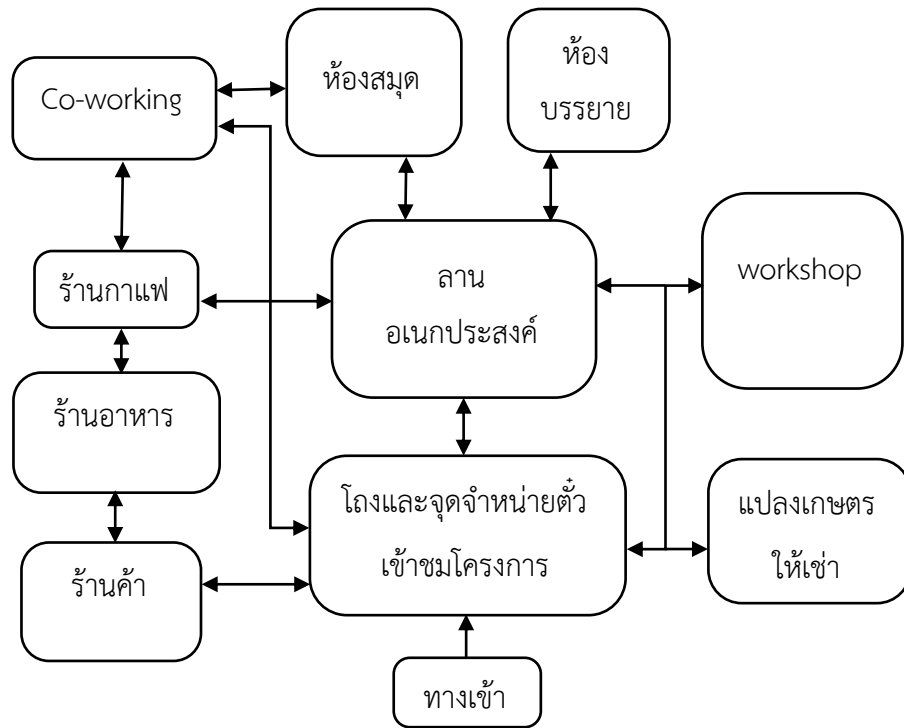 Co-working
ห้องสมุด
ห้อง
บรรยาย
ร้านกาแฟ
ลาน
อเนกประสงค์
workshop
ร้านอาหาร
โถงและจุดจำหน่ายตั๋ว
เข้าชมโครงการ
แปลงเกษตร
ให้เช่า
ร้านค้า
ทางเข้า